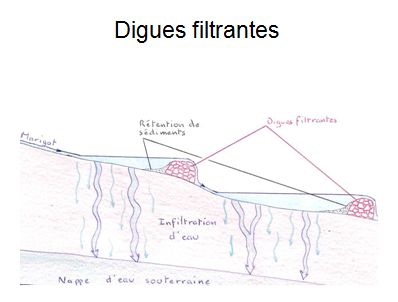 Digues filtrantes
Rétention de
sédiments
Digues filtrantes
Marigot
Infiltration
d'eau
Nappe d'eau souterraine